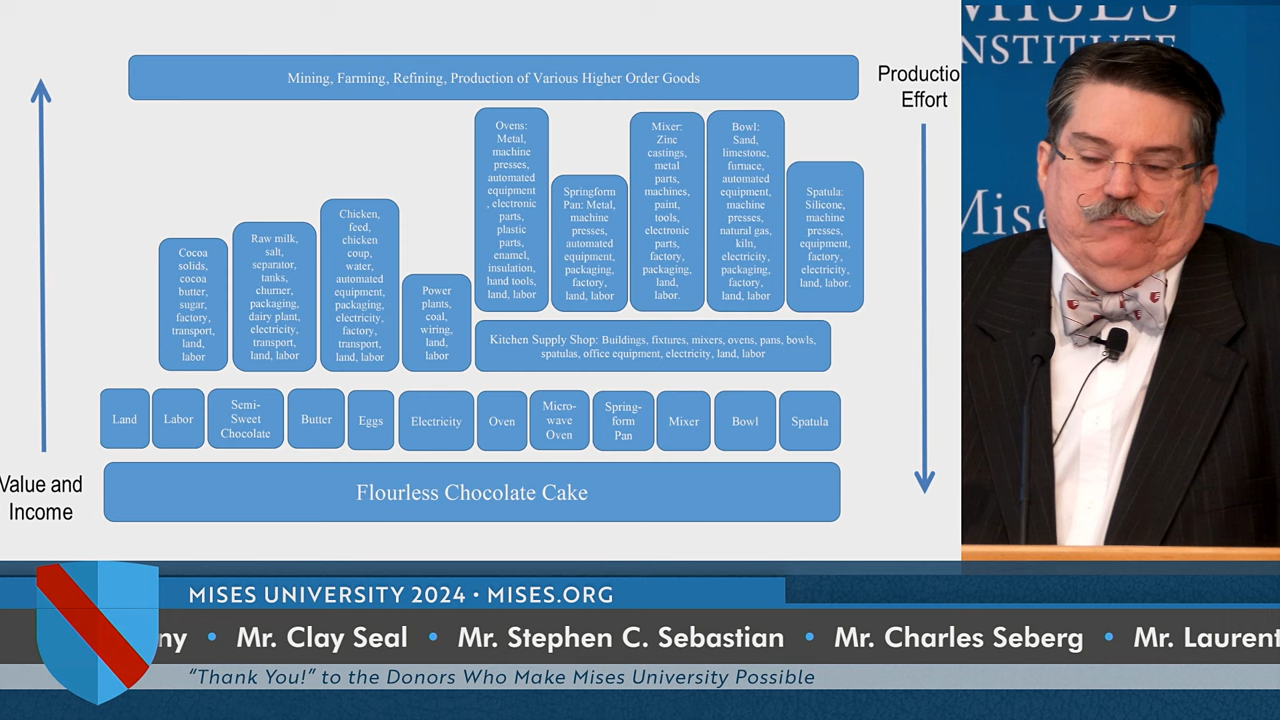 MISES
INSTITUTE
Mise
Mining, Farming, Refining, Production of Various Higher Order Goods
Productio
Effort
Ovens:
Metal,
machine
presses,
automated
equipment
, electronic
parts,
plastic
parts,
enamel,
insulation,
hand tools,
land, labor
Springform
Pan: Metal,
machine
presses,
automated
equipment,
packaging,
factory,
land, labor
Mixer:
Zinc
castings,
metal
parts,
machines,
paint,
tools,
electronic
parts,
factory,
packaging,
land,
labor.
Bowl:
Sand,
limestone,
furnace,
automated
equipment,
machine
presses,
natural gas,
kiln,
electricity,
packaging,
factory,
land, labor
Spatula:
Silicone,
machine
presses,
equipment,
factory,
electricity,
land, labor.
Cocoa
solids,
cocoa
butter,
sugar,
factory,
transport,
land,
labor
Raw milk,
salt,
separator,
tanks,
churner,
packaging,
dairy plant,
electricity,
transport,
land, labor
Chicken,
feed,
chicken
coup,
water,
automated
equipment,
packaging,
electricity,
factory,
transport,
land, labor
Power
plants,
coal,
wiring,
land,
labor
Kitchen Supply Shop: Buildings, fixtures, mixers, ovens, pans, bowls,
spatulas, office equipment, electricity, land, labor
Land
Labor
Semi-
Sweet
Chocolate
Butter
Eggs
Electricity
Oven
Micro-
wave
Oven
Spring-
form
Pan
Mixer
Bowl
Spatula
Value and
Income
Flourless Chocolate Cake
MISES UNIVERSITY 2024 • MISES.ORG
ny • Mr. Clay Seal • Mr. Stephen C. Sebastian • Mr. Charles Seberg • Mr. Laurent
“Thank You!” to the Donors Who Make Mises University Possible